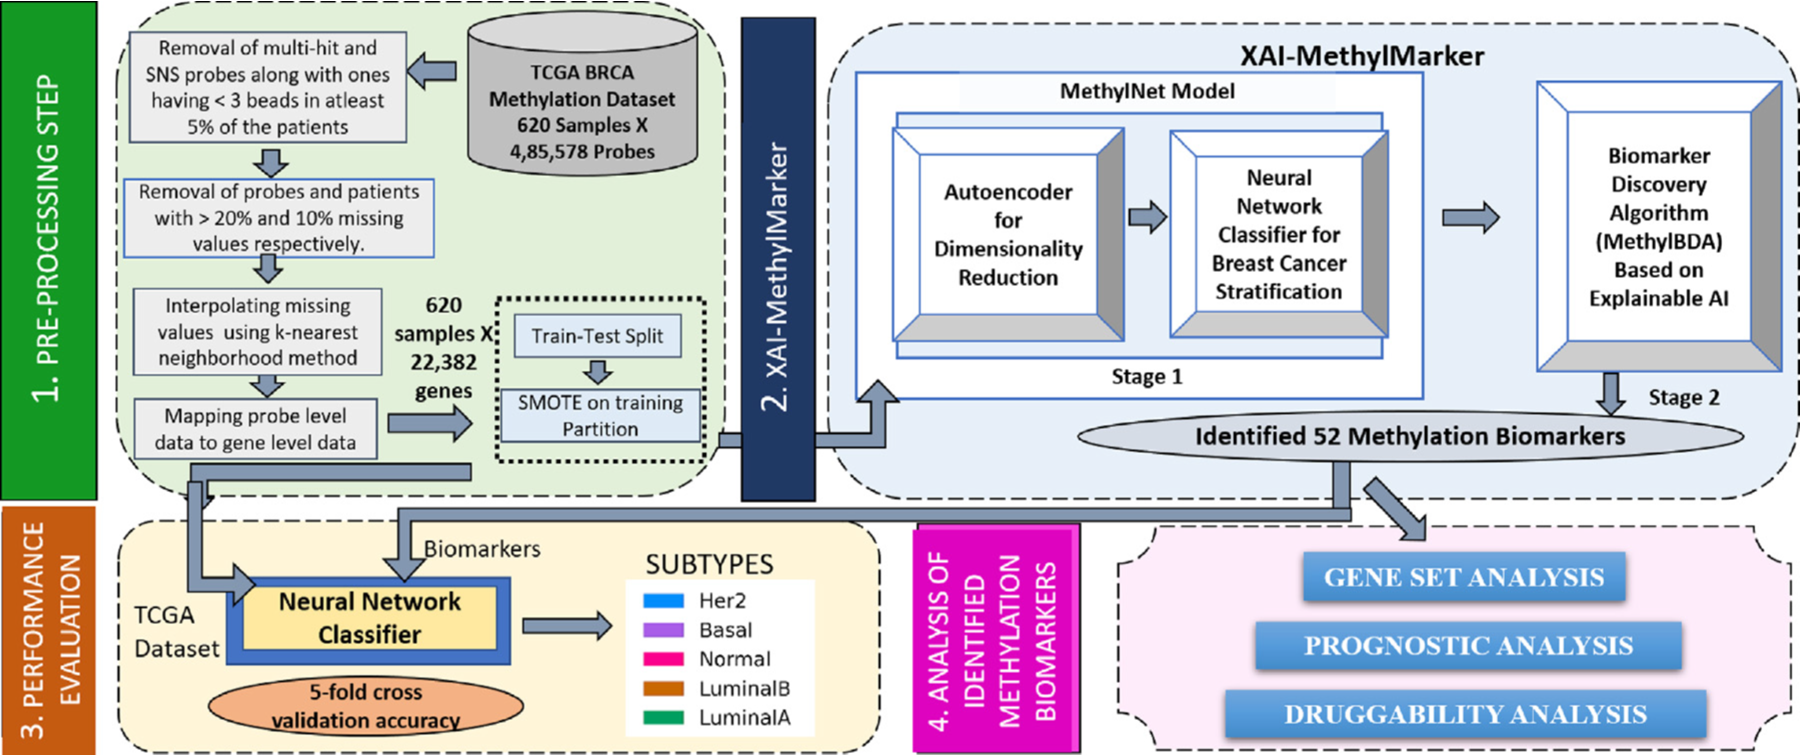 1. PRE-PROCESSING STEP
Removal of multi-hit and
SNS probes along with ones
having < 3 beads in atleast
5% of the patients
TCGA BRCA
Methylation Dataset
620 Samples X
4,85,578 Probes
Removal of probes and patients
with > 20% and 10% missing
values respectively.
Interpolating missing
values using k-nearest
neighborhood method
Mapping probe level
data to gene level data
620
samples X
22,382
genes
Train-Test Split
SMOTE on training
Partition
2. XAI-MethylMarker
XAI-MethylMarker
MethylNet Model
Autoencoder
for
Dimensionality
Reduction
Neural
Network
Classifier for
Breast Cancer
Stratification
Stage 1
Biomarker
Discovery
Algorithm
(MethylBDA)
Based on
Explainable AI
Stage 2
Identified 52 Methylation Biomarkers
3. PERFORMANCE
EVALUATION
Biomarkers
TCGA
Dataset
Neural Network
Classifier
5-fold cross
validation accuracy
SUBTYPES
Her2
Basal
Normal
LuminalB
LuminalA
4. ANALYSIS OF
IDENTIFIED
METHYLATION
BIOMARKERS
GENE SET ANALYSIS
PROGNOSTIC ANALYSIS
DRUGGABILITY ANALYSIS